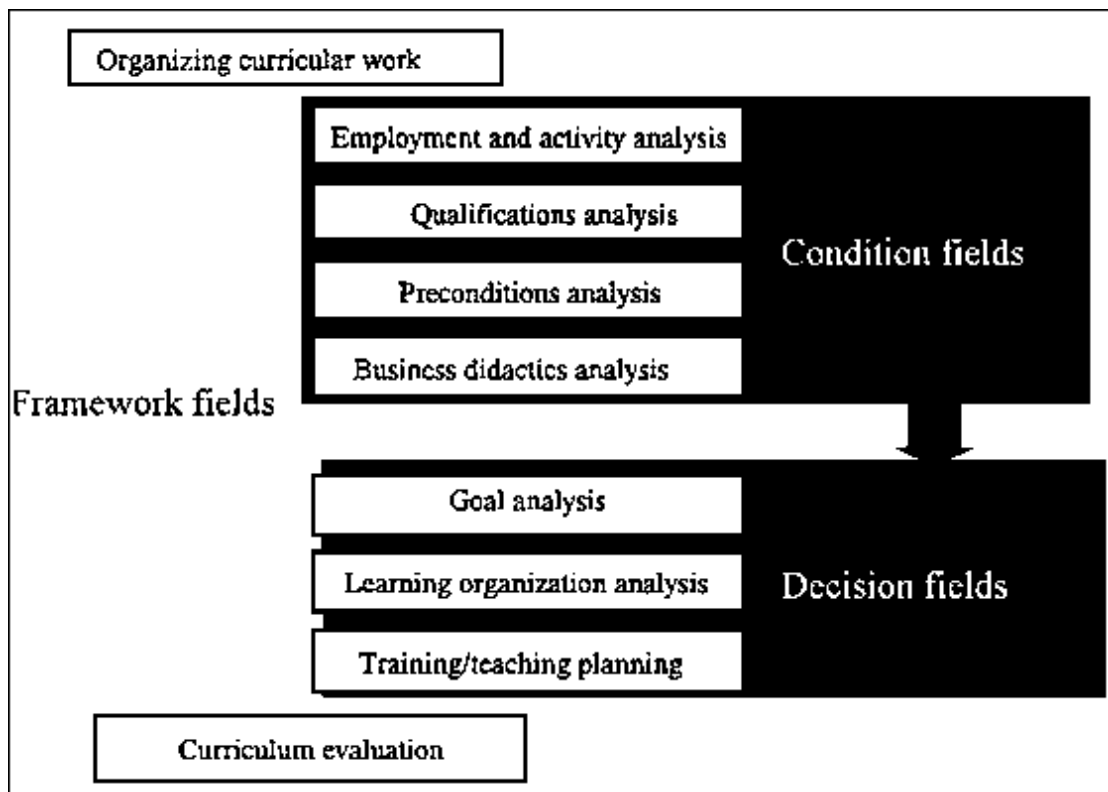 Organizing curricular work
Employment and activity analysis
Qualifications analysis
Preconditions analysis
Business didactics analysis
Condition fields
Framework fields
Goal analysis
Learning organization analysis
Training/teaching planning
Decision fields
Curriculum evaluation